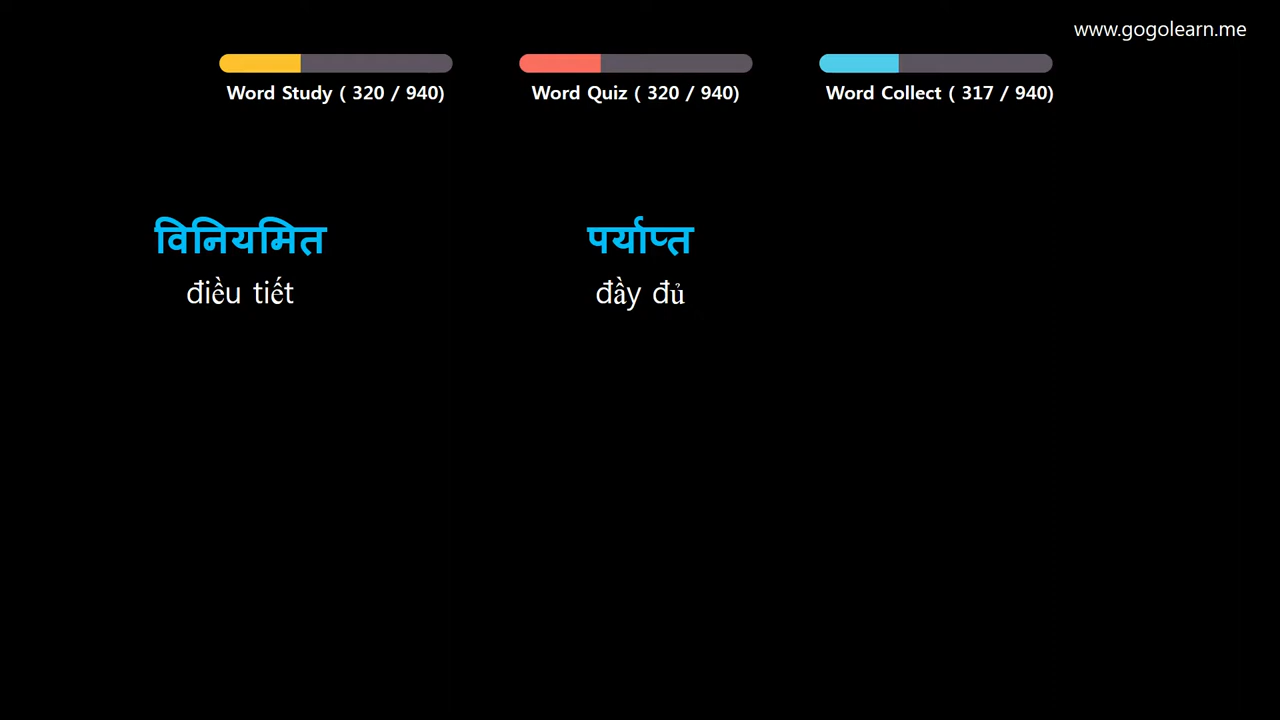 www.gogolearn.me
Word Study ( 320 / 940)
Word Quiz ( 320 / 940)
Word Collect ( 317 / 940)
विनियमित
điều tiết
पर्याप्त
đầy đủ